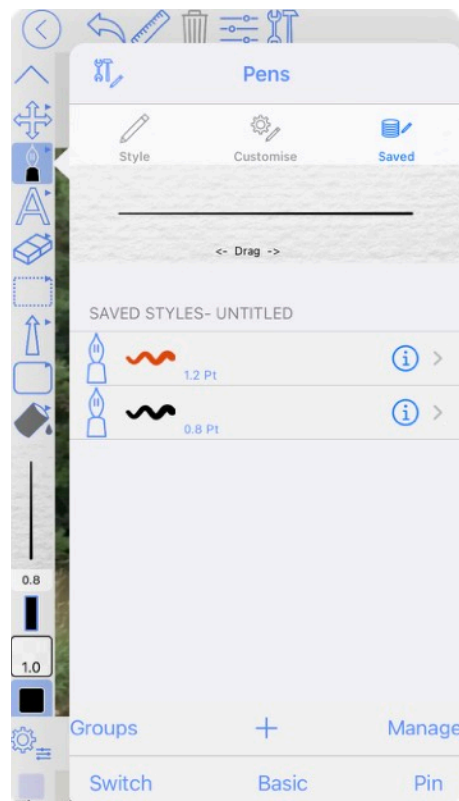 Pens
Style Customise Saved
<- Drag ->
SAVED STYLES- UNTITLED
1.2 Pt
0.8 Pt
0.8
1.0
Groups + Manage
Switch Basic Pin